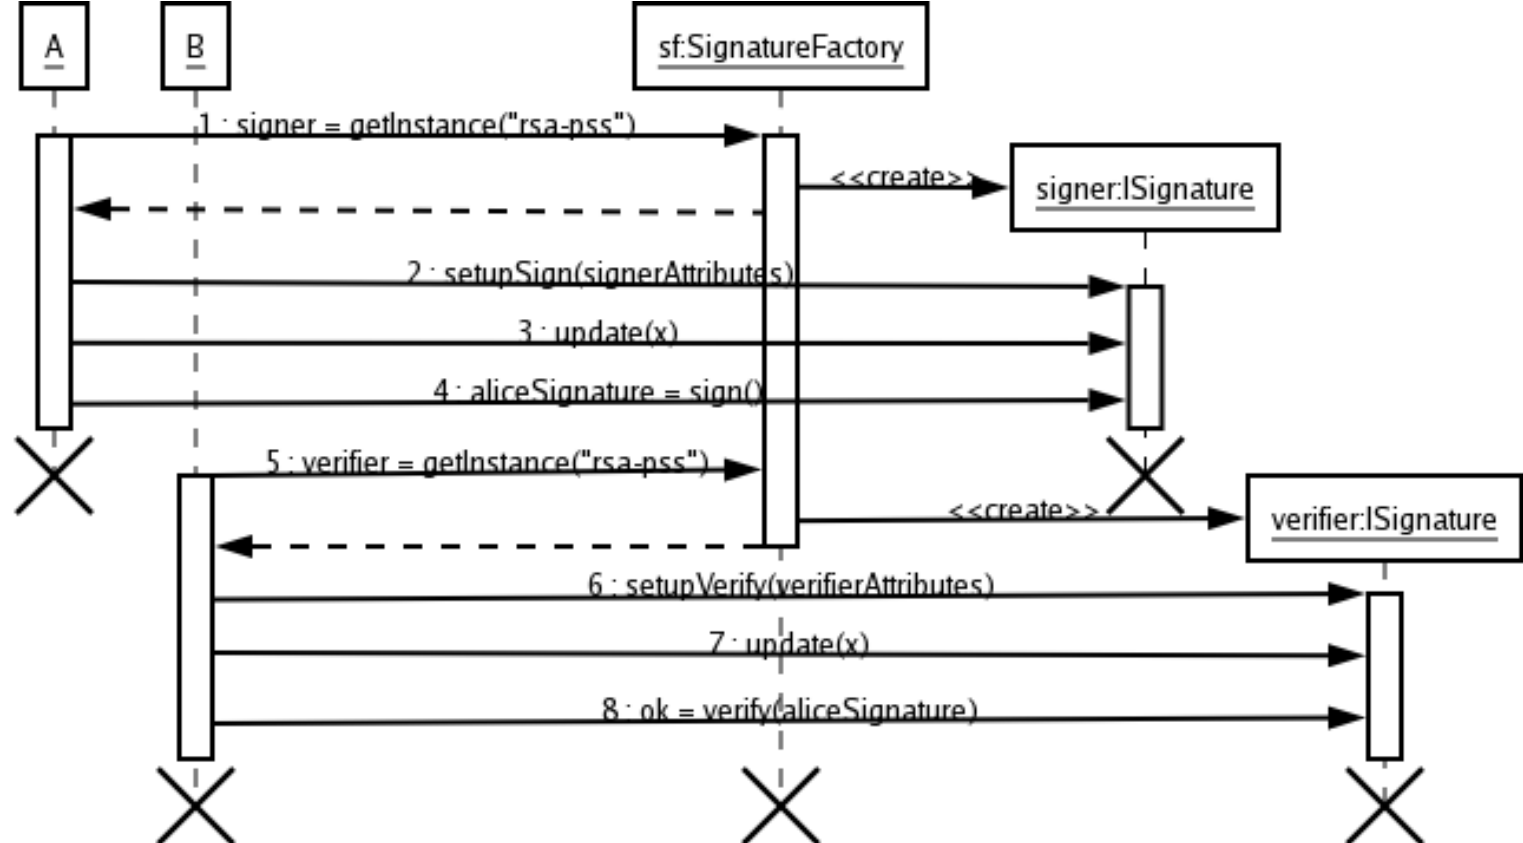 A
B
sf:SignatureFactory
1 : signer = getInstance("rsa-pss")
<<create>>
signer:ISignature
2 : setupSign(signerAttributes)
3 : update(x)
4 : aliceSignature = sign()
5 : verifier = getInstance("rsa-pss")
<<create>>
verifier:ISignature
6 : setupVerify(verifierAttributes)
7 : update(x)
8 : ok = verify(aliceSignature)